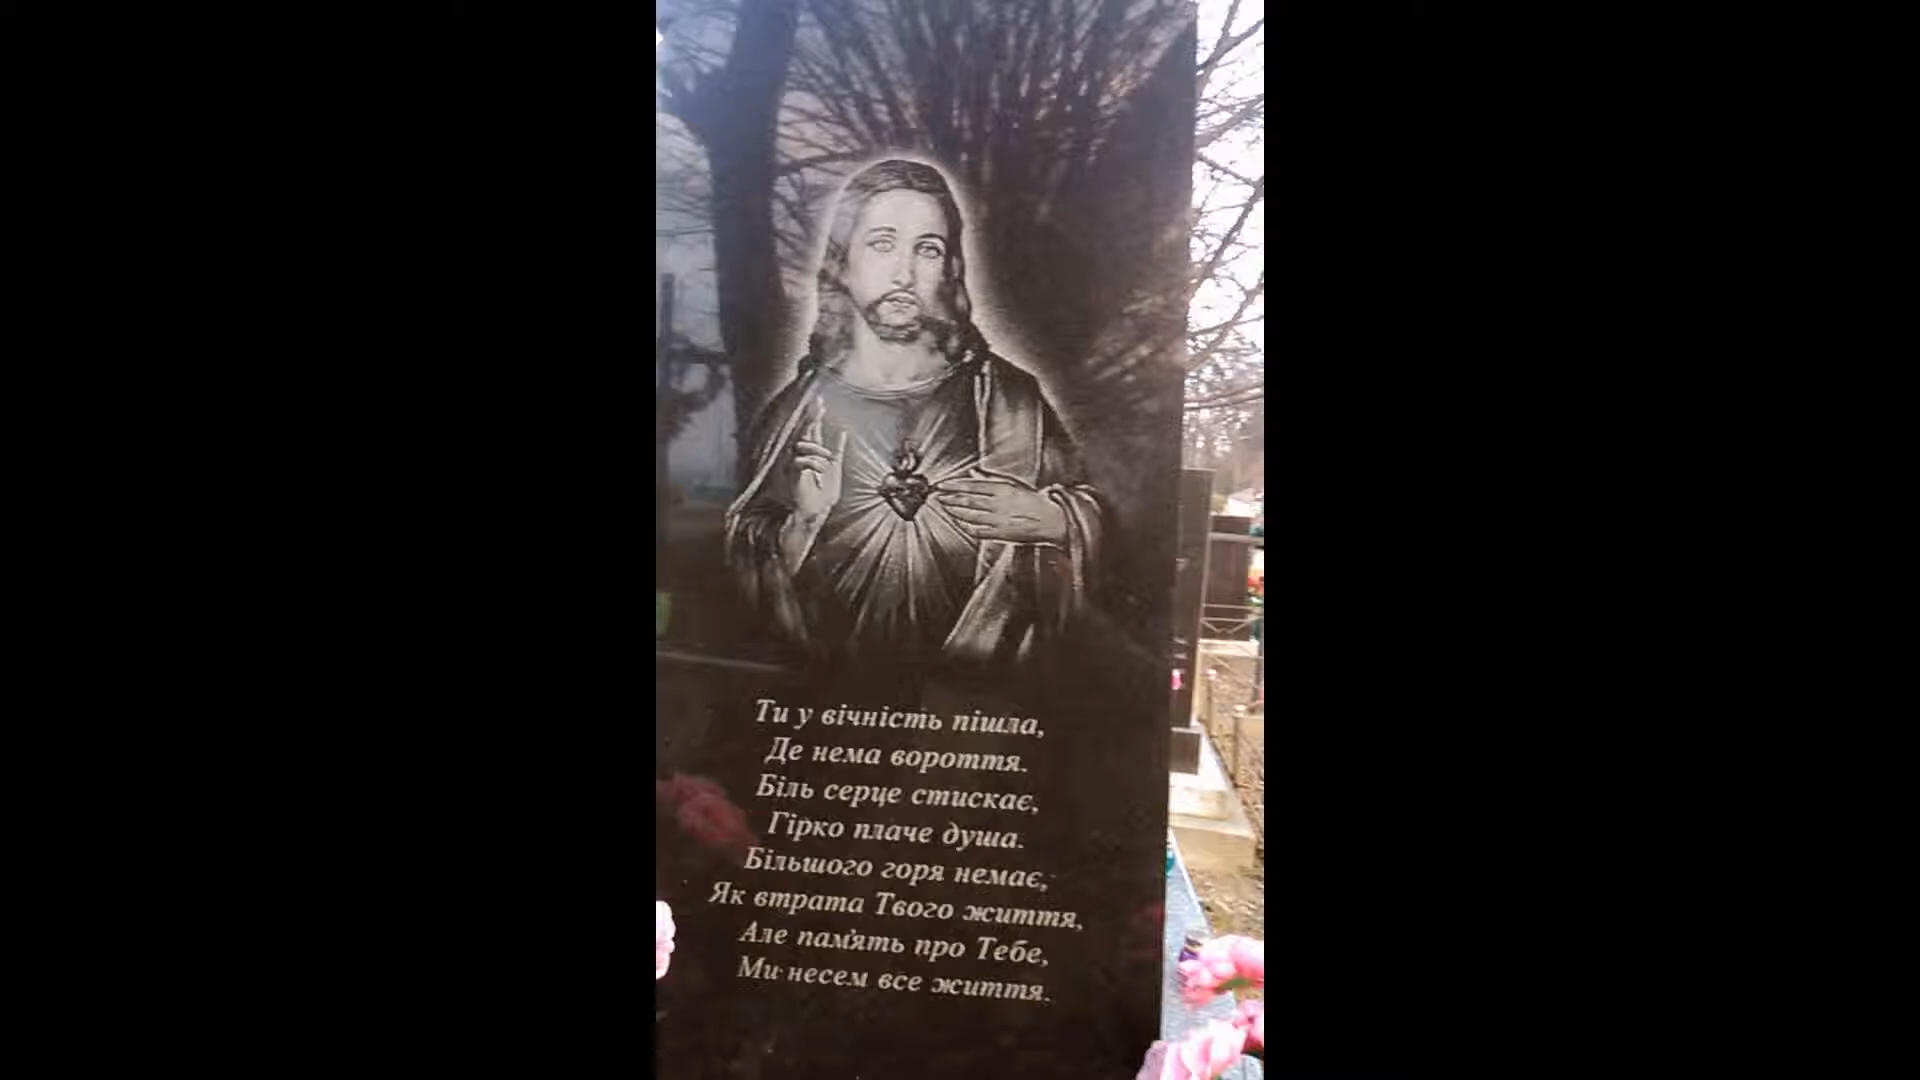 Ти у вічність пішла,
Де нема вороття.
Біль серце стискає,
Гірко плаче душа.
Більшого горя немає,
Як втрата Твого життя,
Але пам'ять про Тебе,
Ми несем все життя.